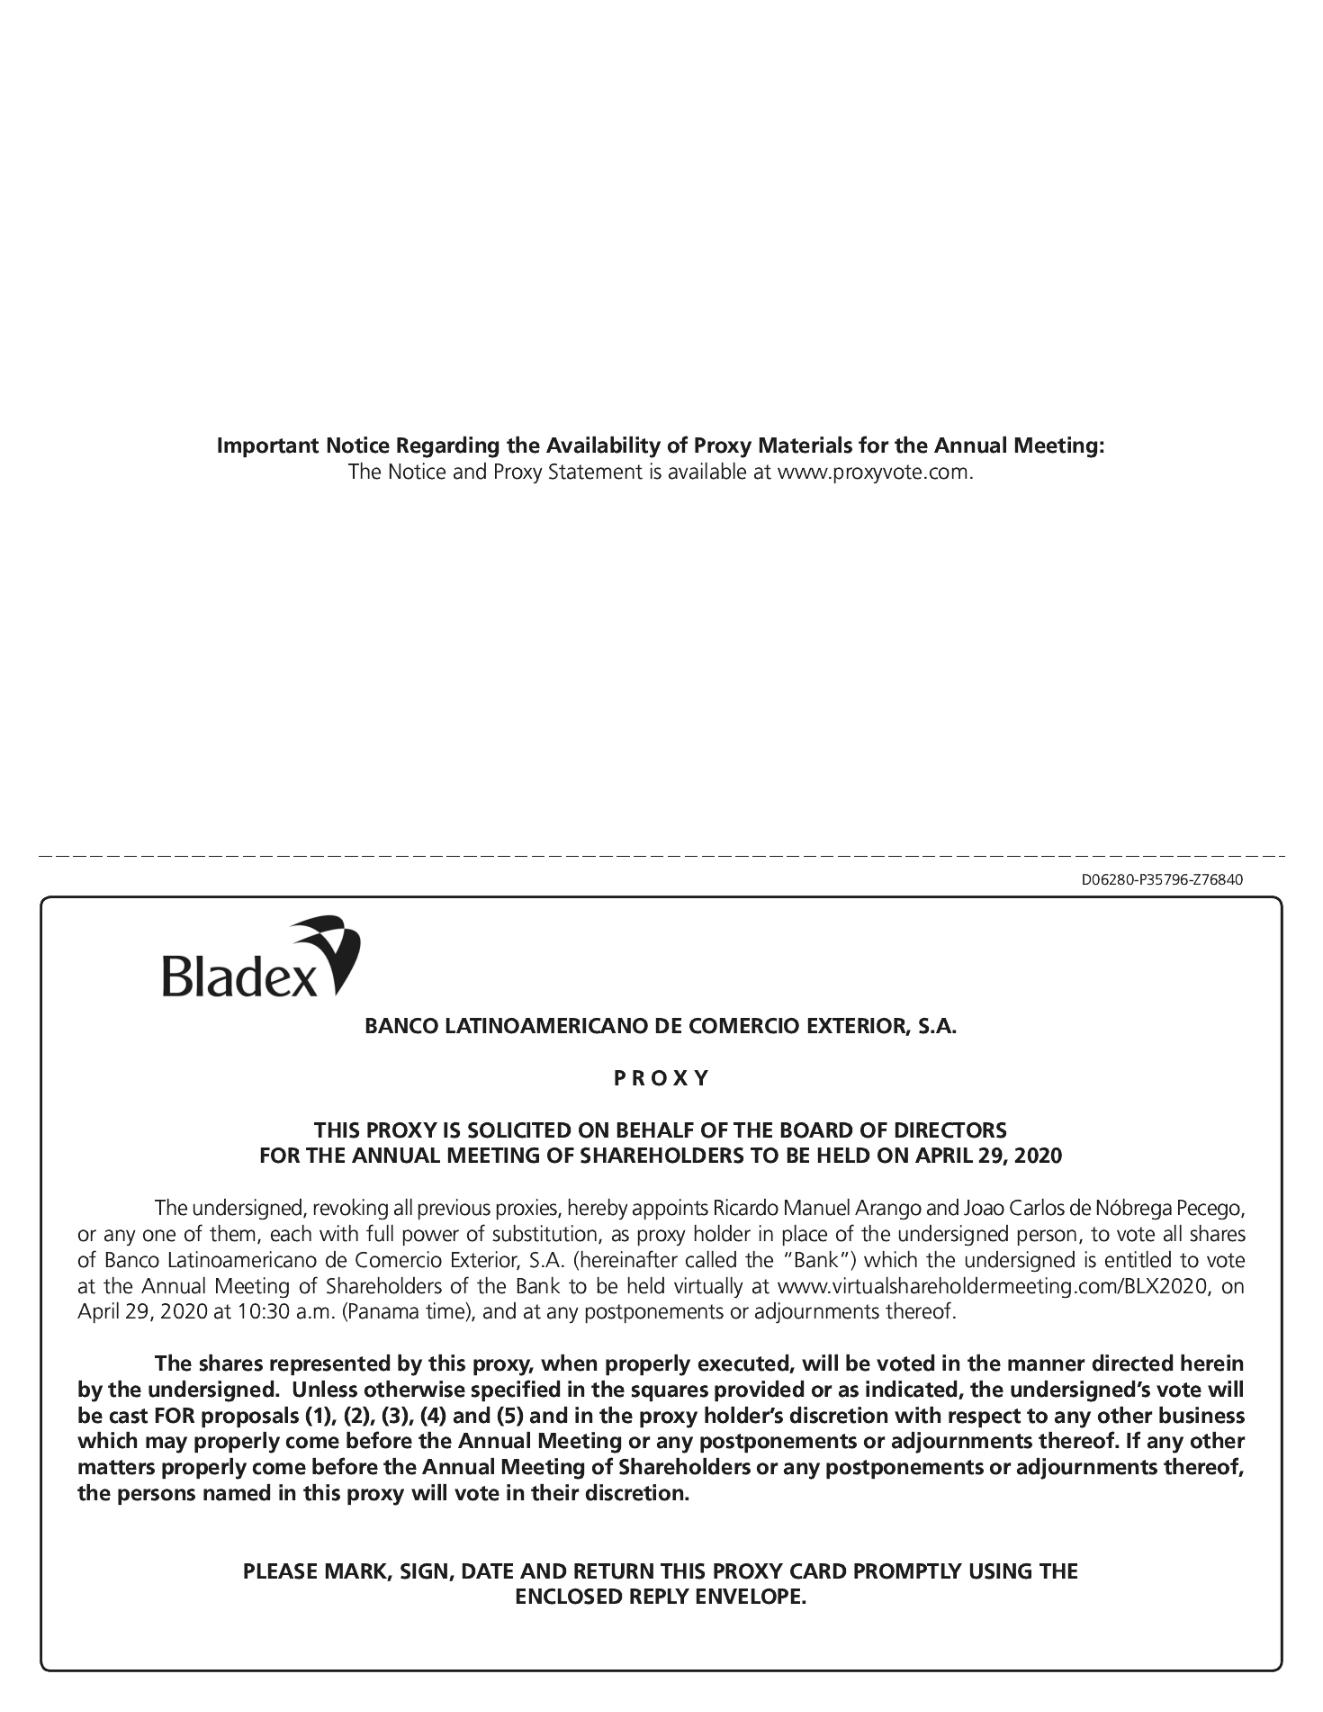 Important Notice Regarding the Availability of Proxy Materials for the Annual Meeting:
The Notice and Proxy Statement is available at www.proxyvote.com.
D06280-P35796-Z76840
Bladex
BANCO LATINOAMERICANO DE COMERCIO EXTERIOR, S.A.
P R O X Y
THIS PROXY IS SOLICITED ON BEHALF OF THE BOARD OF DIRECTORS
FOR THE ANNUAL MEETING OF SHAREHOLDERS TO BE HELD ON APRIL 29, 2020
The undersigned, revoking all previous proxies, hereby appoints Ricardo Manuel Arango and Joao Carlos de Nóbrega Pecego,
or any one of them, each with full power of substitution, as proxy holder in place of the undersigned person, to vote all shares
of Banco Latinoamericano de Comercio Exterior, S.A. (hereinafter called the “Bank”) which the undersigned is entitled to vote
at the Annual Meeting of Shareholders of the Bank to be held virtually at www.virtualshareholdermeeting.com/BLX2020, on
April 29, 2020 at 10:30 a.m. (Panama time), and at any postponements or adjournments thereof.
The shares represented by this proxy, when properly executed, will be voted in the manner directed herein
by the undersigned.  Unless otherwise specified in the squares provided or as indicated, the undersigned’s vote will
be cast FOR proposals (1), (2), (3), (4) and (5) and in the proxy holder’s discretion with respect to any other business
which may properly come before the Annual Meeting or any postponements or adjournments thereof. If any other
matters properly come before the Annual Meeting of Shareholders or any postponements or adjournments thereof,
the persons named in this proxy will vote in their discretion.
PLEASE MARK, SIGN, DATE AND RETURN THIS PROXY CARD PROMPTLY USING THE
ENCLOSED REPLY ENVELOPE.